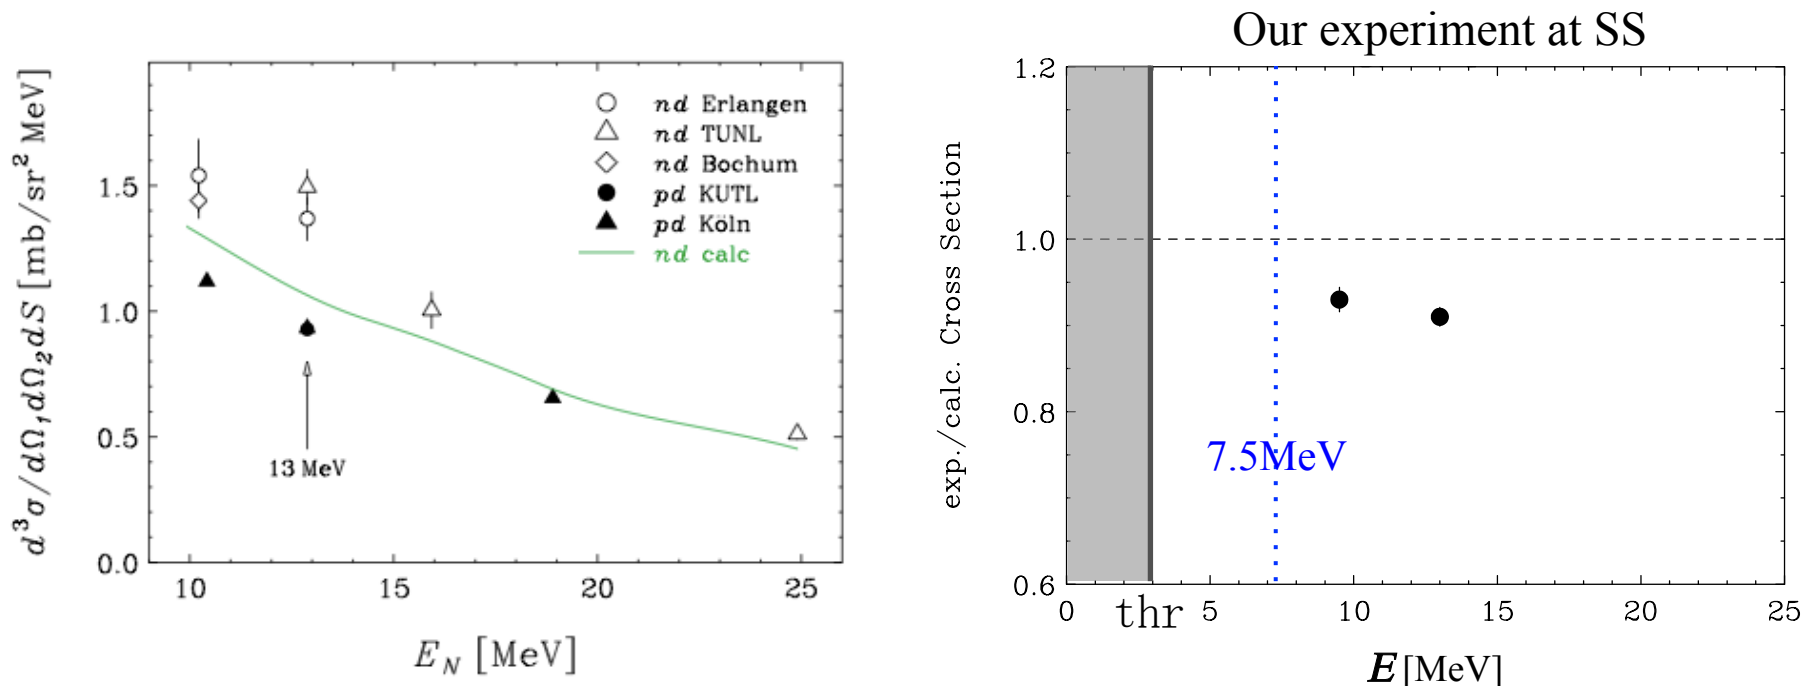 d³σ/dΩ₁dΩ₂dS [mb/sr² MeV]
1.5
1.0
0.5
0.0
nd Erlangen
nd TUNL
nd Bochum
pd KUTL
pd Köln
nd calc
13 MeV
10
15
20
25
E_N [MeV]
Our experiment at SS
exp./calc. Cross Section
1.2
1.0
0.8
0.6
7.5MeV
0
thr
5
10
15
20
25
E[MeV]